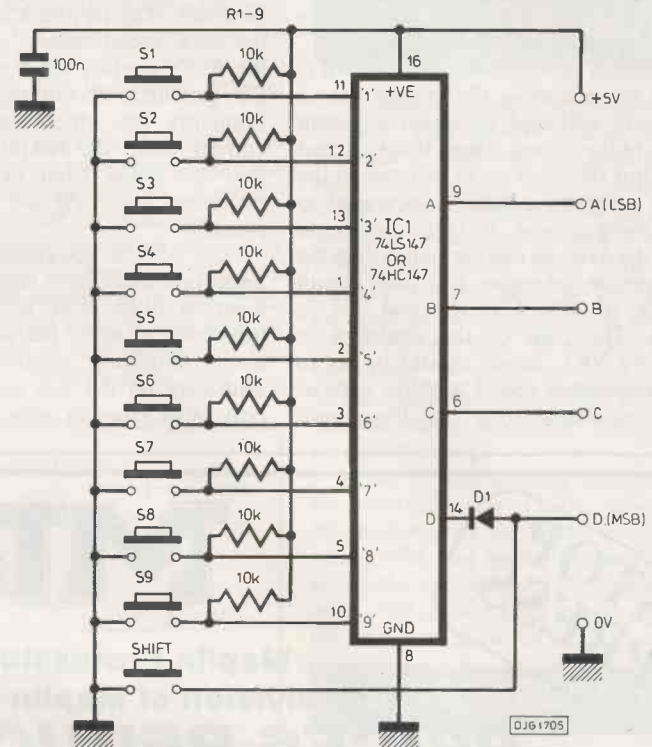 R1-9
100n
S1
10k
11
'1'
16
+VE
+5V
S2
10k
12
'2'
S3
10k
13
'3'
A
9
A(LSB)
IC1
74LS147
OR
74HC147
S4
10k
1
'4'
B
7
B
S5
10k
2
'5'
S6
10k
3
'6'
C
6
C
S7
10k
4
'7'
S8
10k
5
'8'
D
14
D1
D(MSB)
S9
10k
10
'9'
GND
8
0V
SHIFT
DJG1705